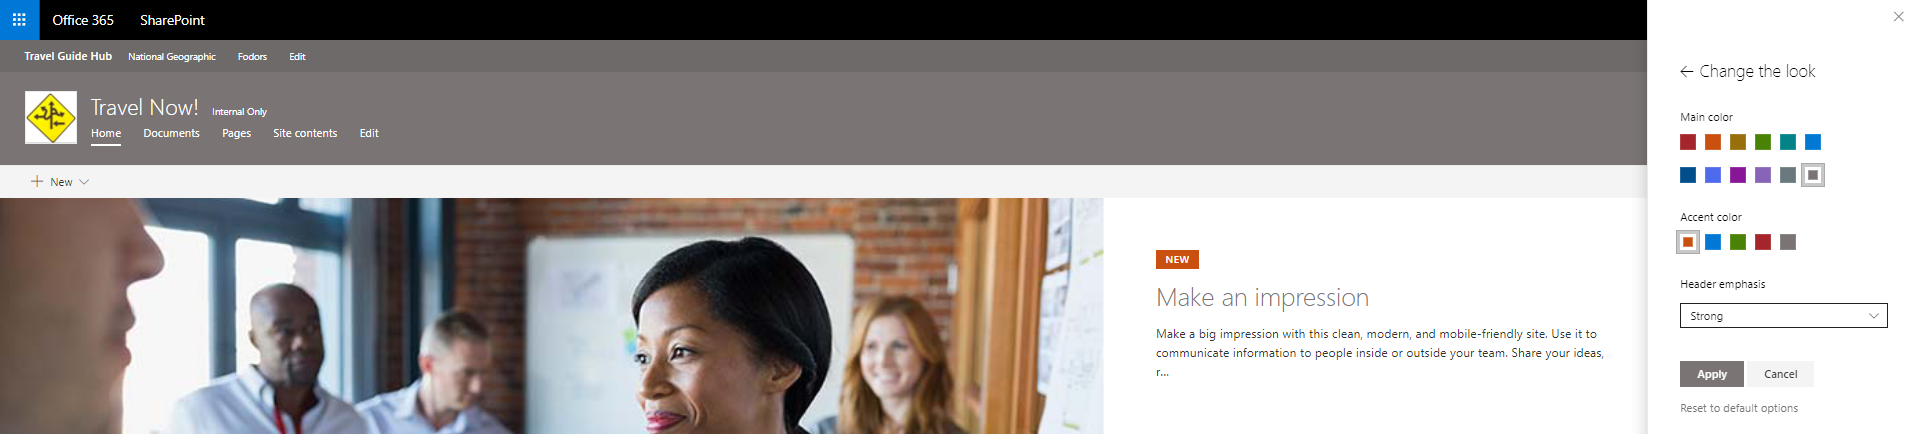 Office 365 SharePoint
Travel Guide Hub National Geographic Fodors Edit
Travel Now! Internal Only
Home Documents Pages Site contents Edit
New
NEW
Make an impression
Make a big impression with this clean, modern, and mobile-friendly site. Use it to
communicate information to people inside or outside your team. Share your ideas,
r...
Change the look
Main color
Accent color
Header emphasis
Strong
Apply Cancel
Reset to default options